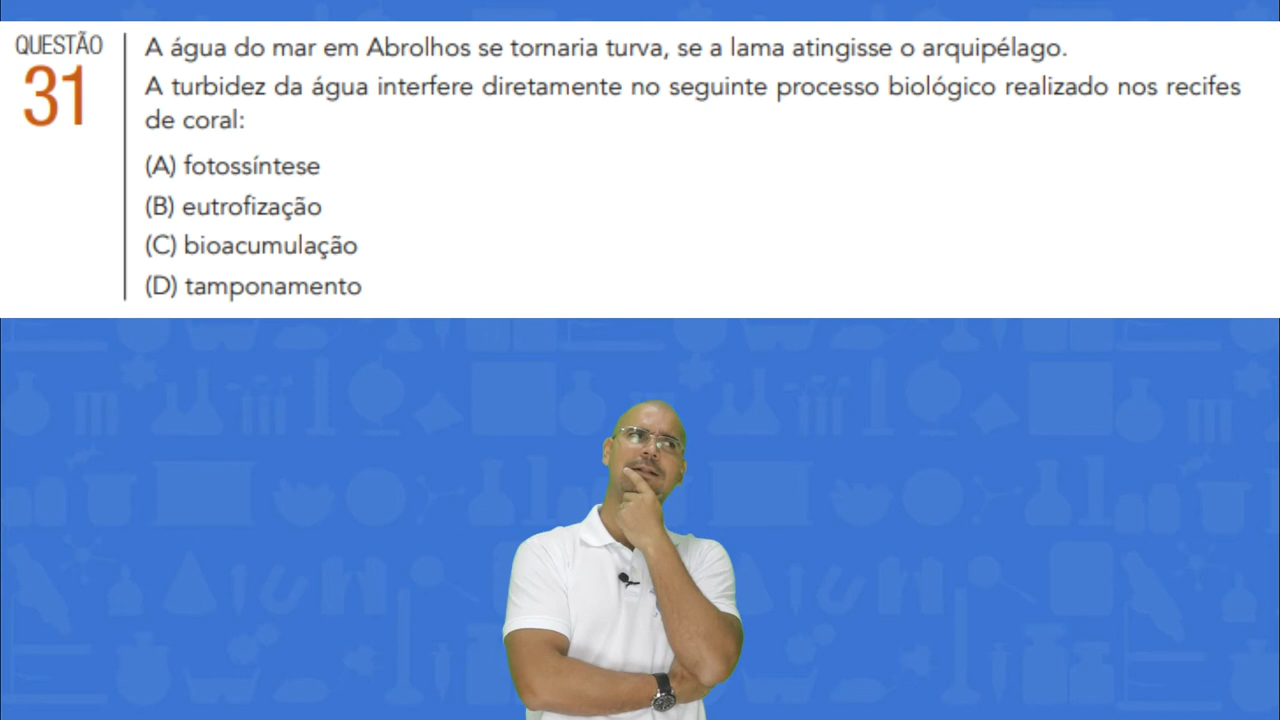 QUESTÃO
31
A água do mar em Abrolhos se tornaria turva, se a lama atingisse o arquipélago.
A turbidez da água interfere diretamente no seguinte processo biológico realizado nos recifes
de coral:
(A) fotossíntese
(B) eutrofização
(C) bioacumulação
(D) tamponamento